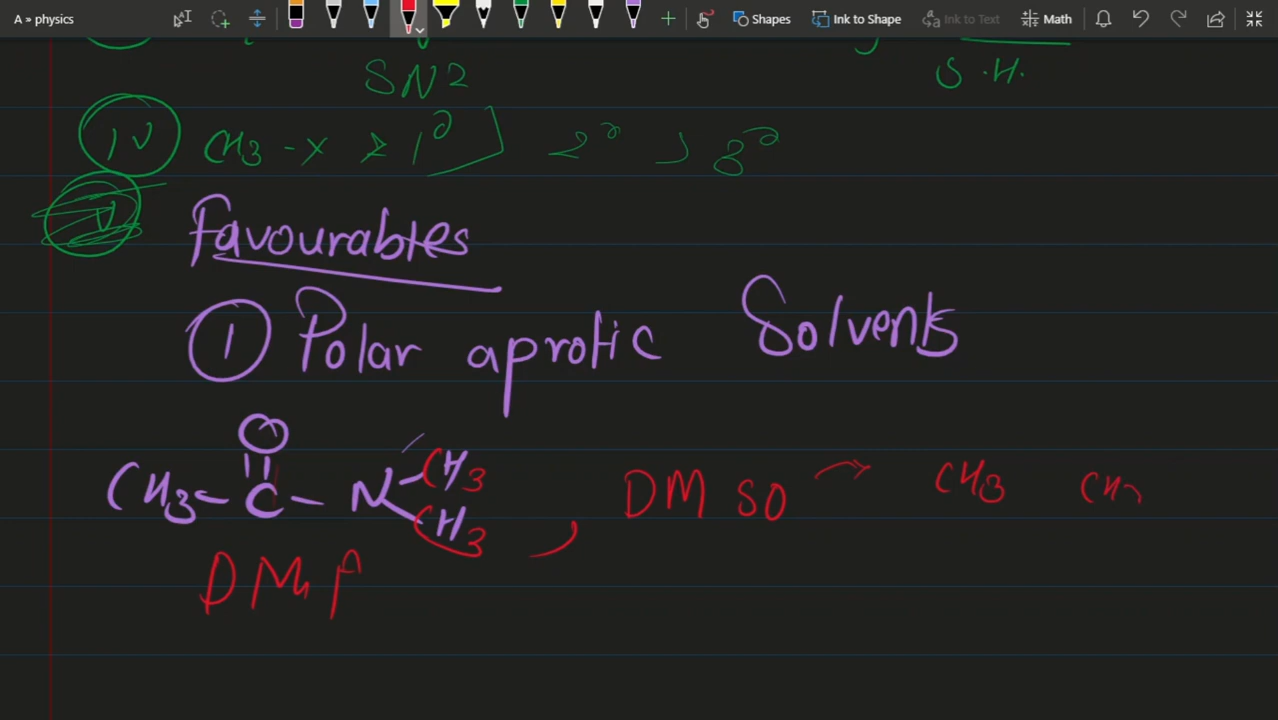 A » physics
Shapes Ink to Shape Ink to Text Math
SN2
S.H.
IV CH3-X > 1° 2° > 3°
V
favourables
1 Polar aprotic Solvents
O
CH3-C-N CH3
CH3 , DMSO → CH3 CH3
DMF